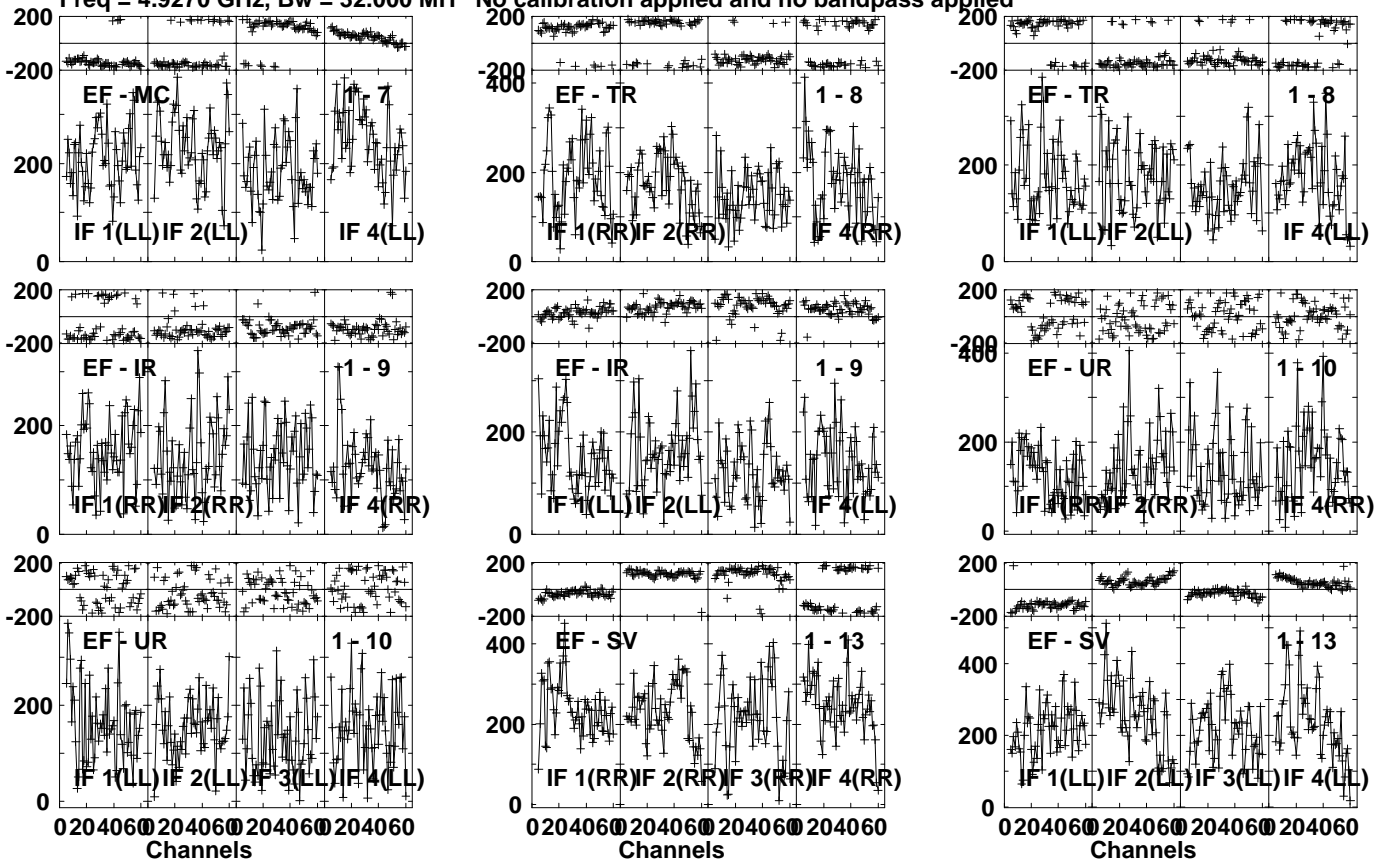 Freq = 4.9270 GHz, Bw = 32.000 MH No calibration applied and no bandpass applied
200
-200
EF - MC
1 - 7
200
0
IF 1(LL) IF 2(LL) IF 4(LL)
200
-200
400
EF - TR
1 - 8
200
0
IF 1(RR) IF 2(RR) IF 4(RR)
200
-200
EF - TR
1 - 8
200
0
IF 1(LL) IF 2(LL) IF 4(LL)
200
-200
EF - IR
1 - 9
200
0
IF 1(RR) IF 2(RR) IF 4(RR)
200
-200
EF - IR
1 - 9
200
0
IF 1(LL) IF 2(LL) IF 4(LL)
200
-200
400
EF - UR
1 - 10
200
0
IF 1(RR) IF 2(RR) IF 4(RR)
200
-200
EF - UR
1 - 10
200
0
IF 1(LL) IF 2(LL) IF 3(LL) IF 4(LL)
0 20 40 60 0 20 40 60 0 20 40 60 0 20 40 60
Channels
200
-200
400
EF - SV
1 - 13
200
0
IF 1(RR) IF 2(RR) IF 3(RR) IF 4(RR)
0 20 40 60 0 20 40 60 0 20 40 60 0 20 40 60
Channels
200
-200
EF - SV
1 - 13
400
200
0
IF 1(LL) IF 2(LL) IF 3(LL) IF 4(LL)
0 20 40 60 0 20 40 60 0 20 40 60 0 20 40 60
Channels